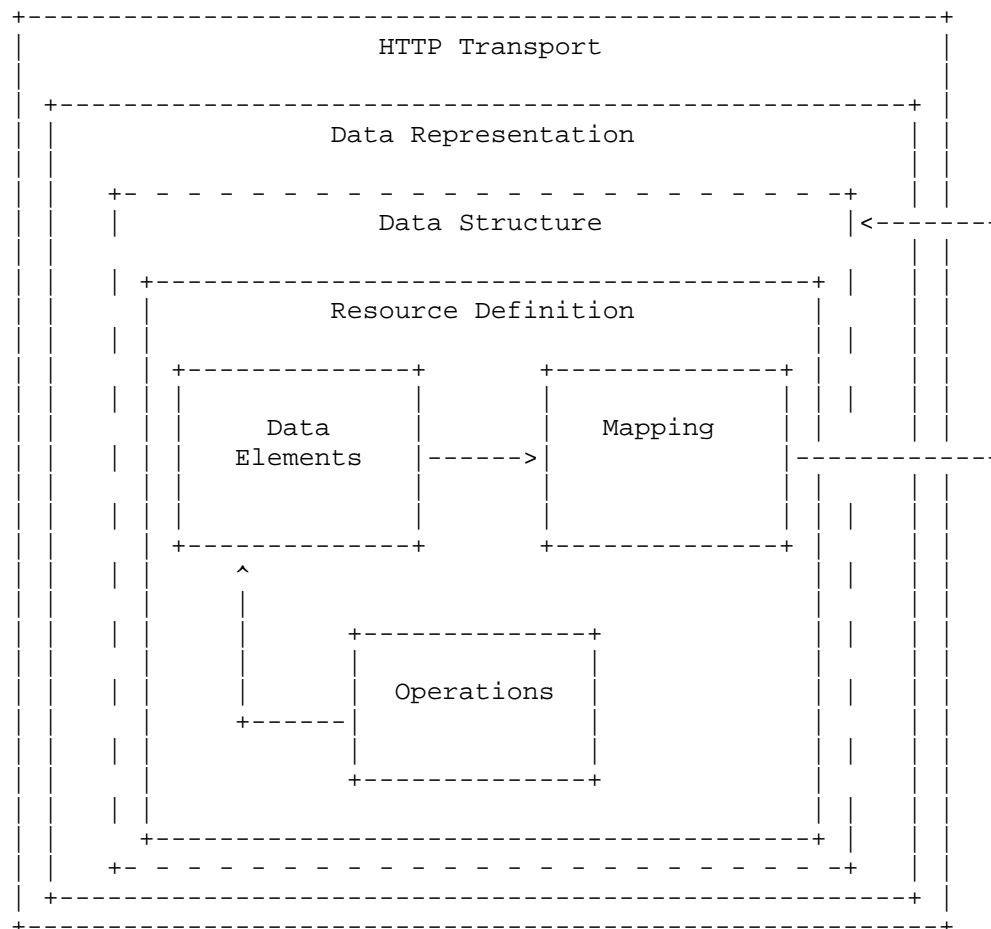 HTTP Transport
Data Representation
Data Structure
Resource Definition
Data Mapping
Elements
Operations